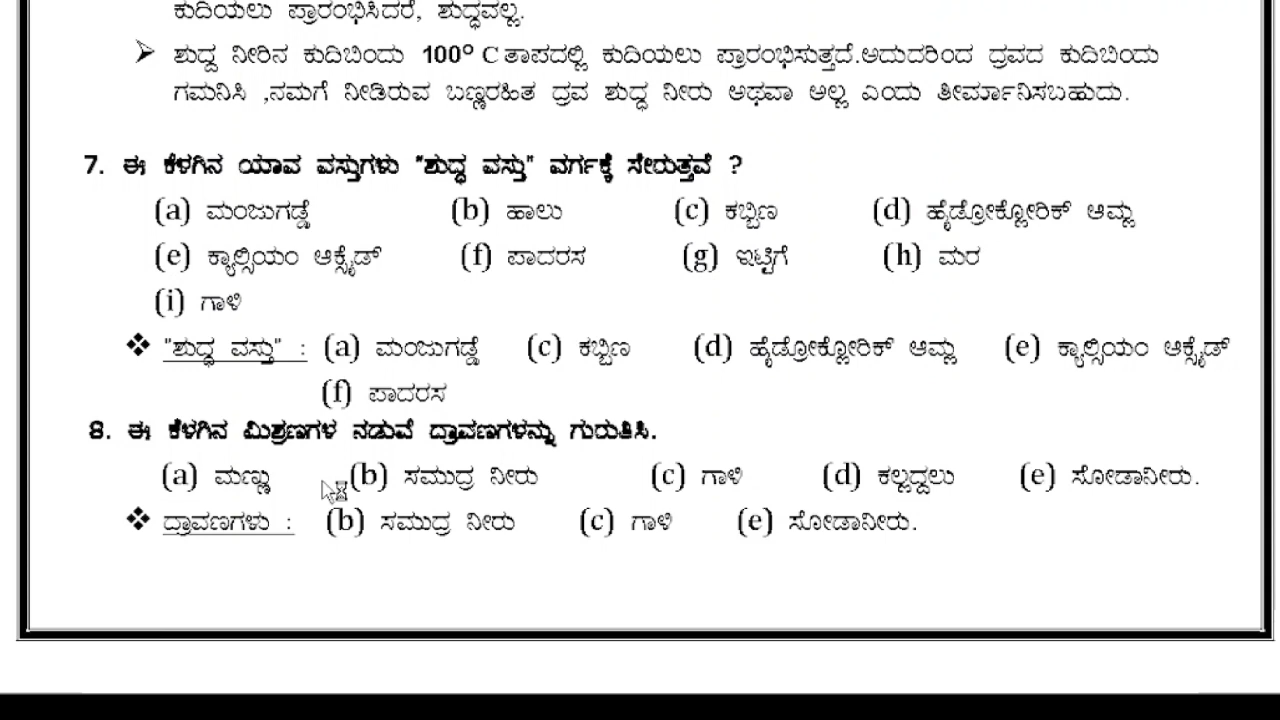 ಕುದಿಯಲು ಪ್ರಾರಂಭಿಸಿದರೆ, ಶುದ್ಧವಲ್ಲ.
➢ ಶುದ್ದ ನೀರಿನ ಕುದಿಬಿಂದು 100° C ತಾಪದಲ್ಲಿ ಕುದಿಯಲು ಪ್ರಾರಂಭಿಸುತ್ತದೆ.ಅದುದರಿಂದ ದ್ರವದ ಕುದಿಬಿಂದು
ಗಮನಿಸಿ ,ನಮಗೆ ನೀಡಿರುವ ಬಣ್ಣರಹಿತ ದ್ರವ ಶುದ್ಧ ನೀರು ಅಥವಾ ಅಲ್ಲ ಎಂದು ತೀರ್ಮಾನಿಸಬಹುದು.
7. ಈ ಕೆಳಗಿನ ಯಾವ ವಸ್ತುಗಳು "ಶುದ್ಧ ವಸ್ತು" ವರ್ಗಕ್ಕೆ ಸೇರುತ್ತವೆ ?
(a) ಮಂಜುಗಡ್ಡೆ (b) ಹಾಲು (c) ಕಬ್ಬಿಣ (d) ಹೈಡ್ರೋಕ್ಲೋರಿಕ್ ಆಮ್ಲ
(e) ಕ್ಯಾಲ್ಸಿಯಂ ಆಕ್ಸೈಡ್ (f) ಪಾದರಸ (g) ಇಟ್ಟಿಗೆ (h) ಮರ
(i) ಗಾಳಿ
❖ "ಶುದ್ಧ ವಸ್ತು" : (a) ಮಂಜುಗಡ್ಡೆ (c) ಕಬ್ಬಿಣ (d) ಹೈಡ್ರೋಕ್ಲೋರಿಕ್ ಆಮ್ಲ (e) ಕ್ಯಾಲ್ಸಿಯಂ ಆಕ್ಸೈಡ್
(f) ಪಾದರಸ
8. ಈ ಕೆಳಗಿನ ಮಿಶ್ರಣಗಳ ನಡುವೆ ದ್ರಾವಣಗಳನ್ನು ಗುರುತಿಸಿ.
(a) ಮಣ್ಣು (b) ಸಮುದ್ರ ನೀರು (c) ಗಾಳಿ (d) ಕಲ್ಲದ್ದಲು (e) ಸೋಡಾನೀರು.
❖ ದ್ರಾವಣಗಳು : (b) ಸಮುದ್ರ ನೀರು (c) ಗಾಳಿ (e) ಸೋಡಾನೀರು.